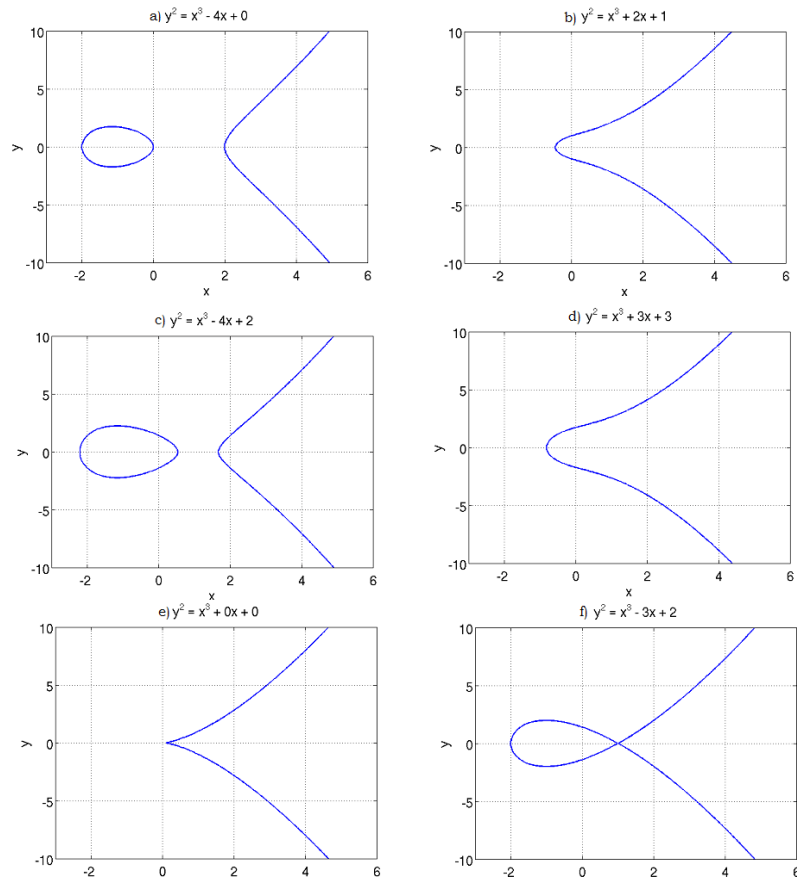 a) y² = x³ - 4x + 0
10
5
0
-5
-10
y
-2 0 2 4 6
x
b) y² = x³ + 2x + 1
10
5
0
-5
-10
y
-2 0 2 4 6
x
c) y² = x³ - 4x + 2
10
5
0
-5
-10
y
-2 0 2 4 6
x
d) y² = x³ + 3x + 3
10
5
0
-5
-10
y
-2 0 2 4 6
x
e) y² = x³ + 0x + 0
10
5
0
-5
-10
y
-2 0 2 4 6
f) y² = x³ - 3x + 2
10
5
0
-5
-10
y
-2 0 2 4 6